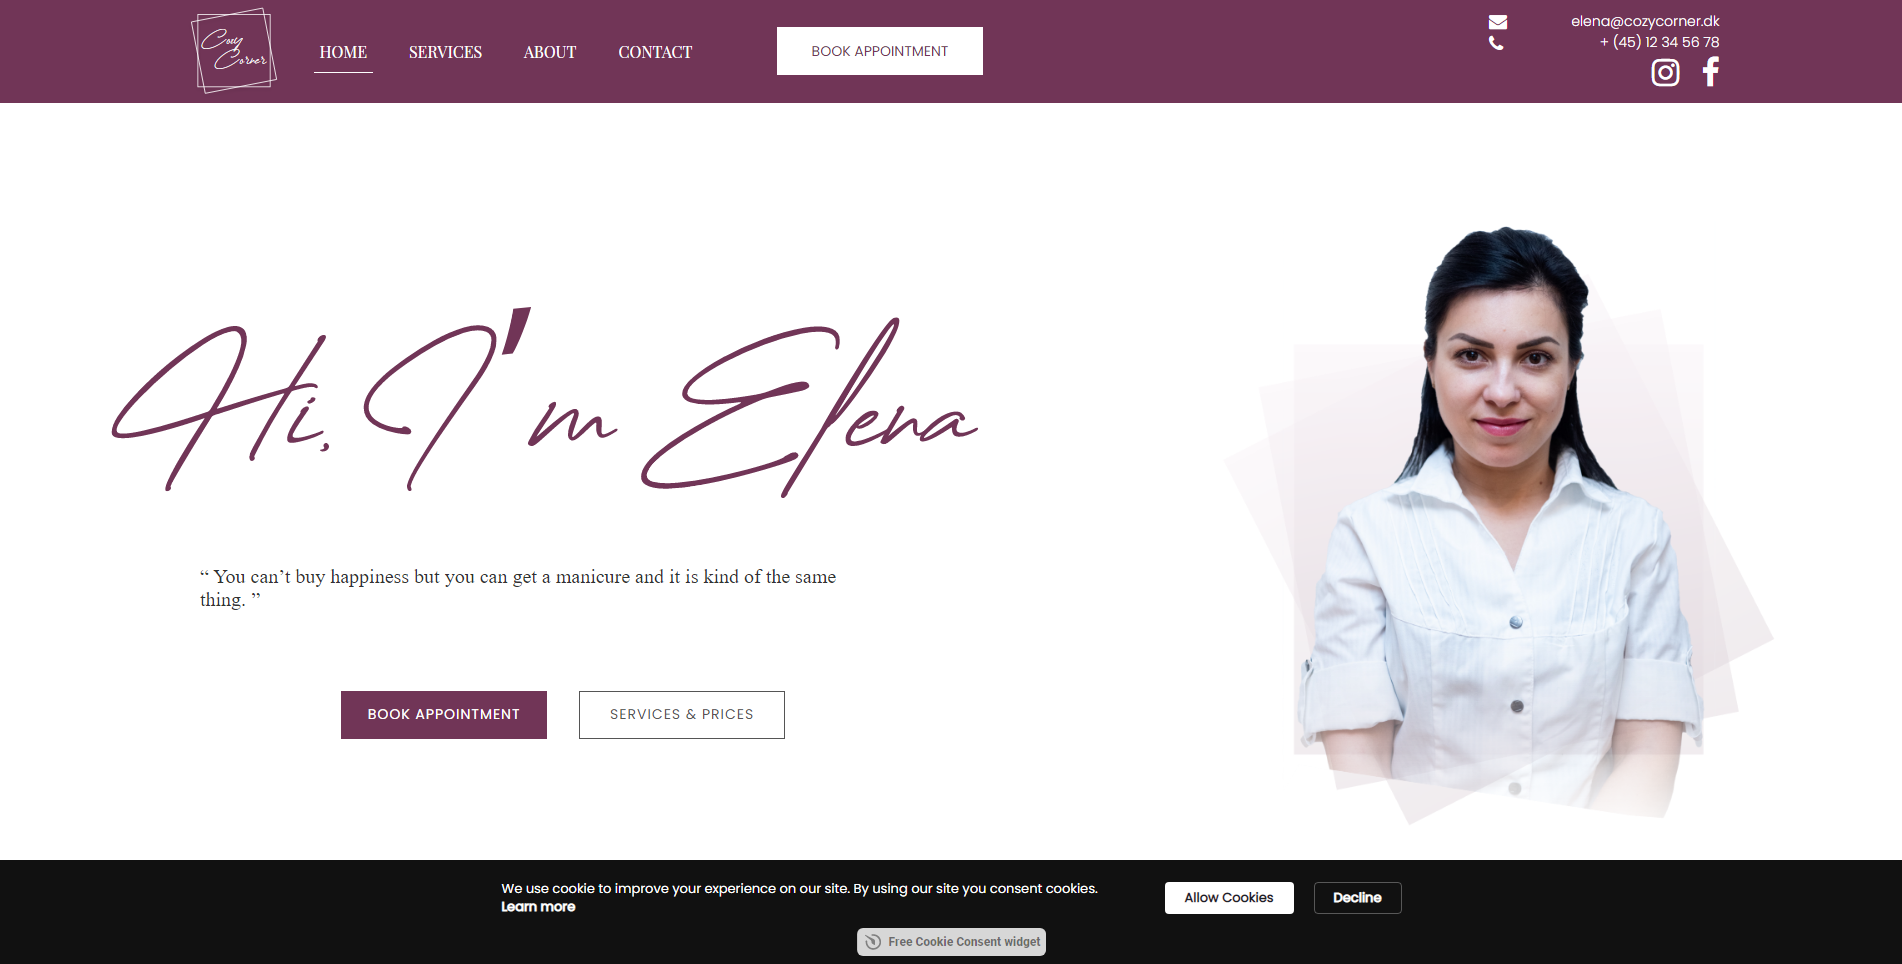 Cozy
Corner
HOME
SERVICES
ABOUT
CONTACT
BOOK APPOINTMENT
elena@cozycorner.dk
+ (45) 12 34 56 78
Hi, I'm Elena
“ You can’t buy happiness but you can get a manicure and it is kind of the same
thing. ”
BOOK APPOINTMENT
SERVICES & PRICES
We use cookie to improve your experience on our site. By using our site you consent cookies.
Learn more
Allow Cookies
Decline
Free Cookie Consent widget